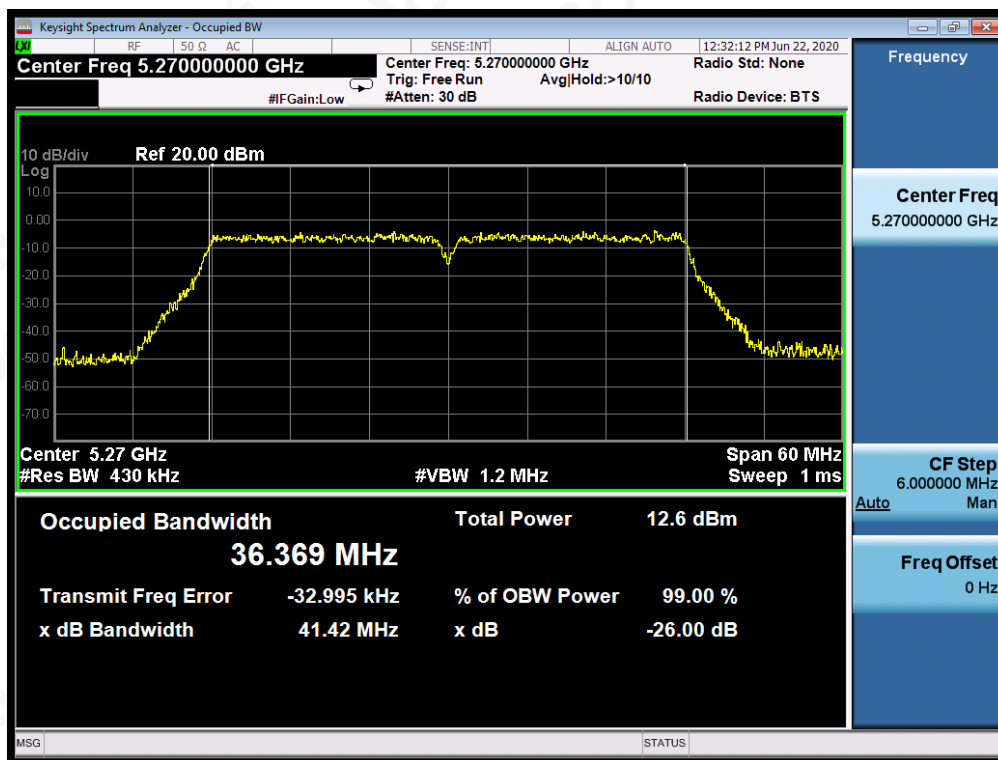 Keysight Spectrum Analyzer - Occupied BW
LXI RF 50 Ω AC SENSE:INT ALIGN AUTO 12:32:12 PM Jun 22, 2020
Center Freq 5.270000000 GHz
Center Freq: 5.270000000 GHz
Radio Std: None
Trig: Free Run
Avg|Hold:>10/10
#IFGain:Low
#Atten: 30 dB
Radio Device: BTS
10 dB/div Ref 20.00 dBm
Log
10.0
0.00
-10.0
-20.0
-30.0
-40.0
-50.0
-60.0
-70.0
Center 5.27 GHz Span 60 MHz
#Res BW 430 kHz #VBW 1.2 MHz Sweep 1 ms
Occupied Bandwidth Total Power 12.6 dBm
36.369 MHz
Transmit Freq Error -32.995 kHz % of OBW Power 99.00 %
x dB Bandwidth 41.42 MHz x dB -26.00 dB
MSG STATUS
Frequency
Center Freq
5.270000000 GHz
CF Step
6.000000 MHz
Auto Man
Freq Offset
0 Hz